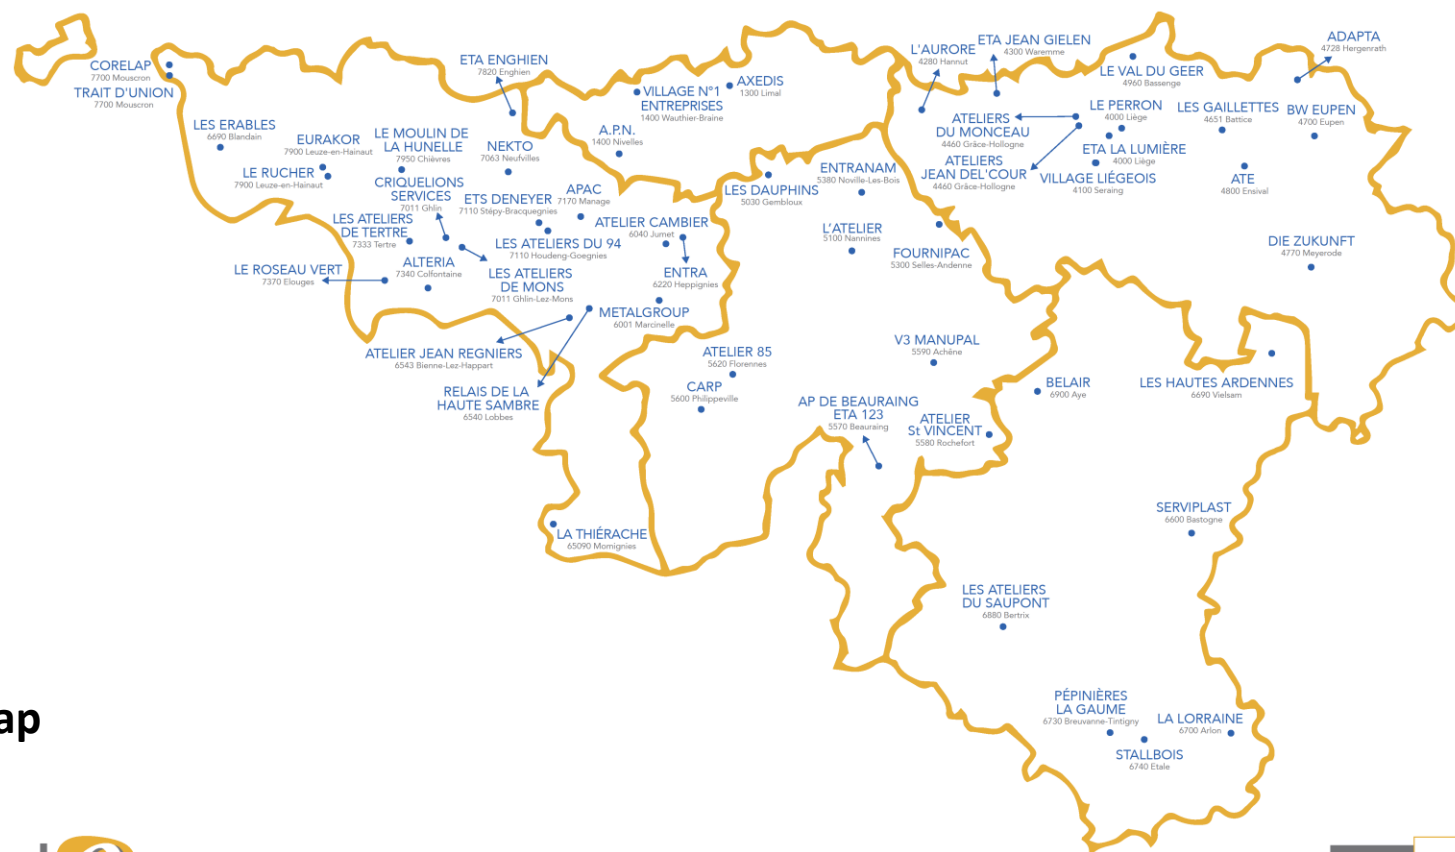 CORELAP
7700 Mouscron
TRAIT D'UNION
7700 Mouscron
LES ERABLES
6690 Blandain
EURAKOR
7900 Leuze-en-Hainaut
LE RUCHER
7900 Leuze-en-Hainaut
LE MOULIN DE
LA HUNELLE
7950 Chièvres
CRIQUELIONS
SERVICES
7011 Ghlin
LES ATELIERS
DE TERTRE
7333 Tertre
LE ROSEAU VERT
7370 Elouges
ALTERIA
7340 Colfontaine
ETA ENGHIEN
7820 Enghien
NEKTO
7063 Neufvilles
ETS DENEYER
7110 Stépy-Bracquegnies
APAC
7170 Manage
LES ATELIERS DU 94
7110 Houdeng-Goegnies
LES ATELIERS
DE MONS
7011 Ghlin-Lez-Mons
ATELIER CAMBIER
6040 Jumet
ENTRA
6220 Heppignies
METALGROUP
6001 Marcinelle
ATELIER JEAN REGNIERS
6543 Bienne-Lez-Happart
RELAIS DE LA
HAUTE SAMBRE
6540 Lobbes
LA THIÉRACHE
65090 Momignies
VILLAGE N°1
ENTREPRISES
1400 Wauthier-Braine
AXEDIS
1300 Limal
A.P.N.
1400 Nivelles
LES DAUPHINS
5030 Gembloux
ENTRANAM
5380 Noville-Les-Bois
L'ATELIER
5100 Nannines
FOURNIPAC
5300 Selles-Andenne
V3 MANUPAL
5590 Achêne
ATELIER 85
5620 Florennes
CARP
5600 Philippeville
AP DE BEAURAING
ETA 123
5570 Beauraing
ATELIER
St VINCENT
5580 Rochefort
L'AURORE
4280 Hannut
ETA JEAN GIELEN
4300 Waremme
LE VAL DU GEER
4960 Bassenge
ADAPTA
4728 Hergenrath
ATELIERS
DU MONCEAU
4460 Grâce-Hollogne
ATELIERS
JEAN DEL'COUR
4460 Grâce-Hollogne
LE PERRON
4000 Liège
ETA LA LUMIÈRE
4000 Liège
VILLAGE LIÉGEOIS
4100 Seraing
LES GAILLETTES
4651 Battice
BW EUPEN
4700 Eupen
ATE
4800 Ensival
DIE ZUKUNFT
4770 Meyerode
BELAIR
6900 Aye
LES HAUTES ARDENNES
6690 Vielsam
SERVIPLAST
6600 Bastogne
LES ATELIERS
DU SAUPONT
6880 Bertrix
PÉPINIÈRES
LA GAUME
6730 Breuvanne-Tintigny
LA LORRAINE
6700 Arlon
STALLBOIS
6740 Etale
ap